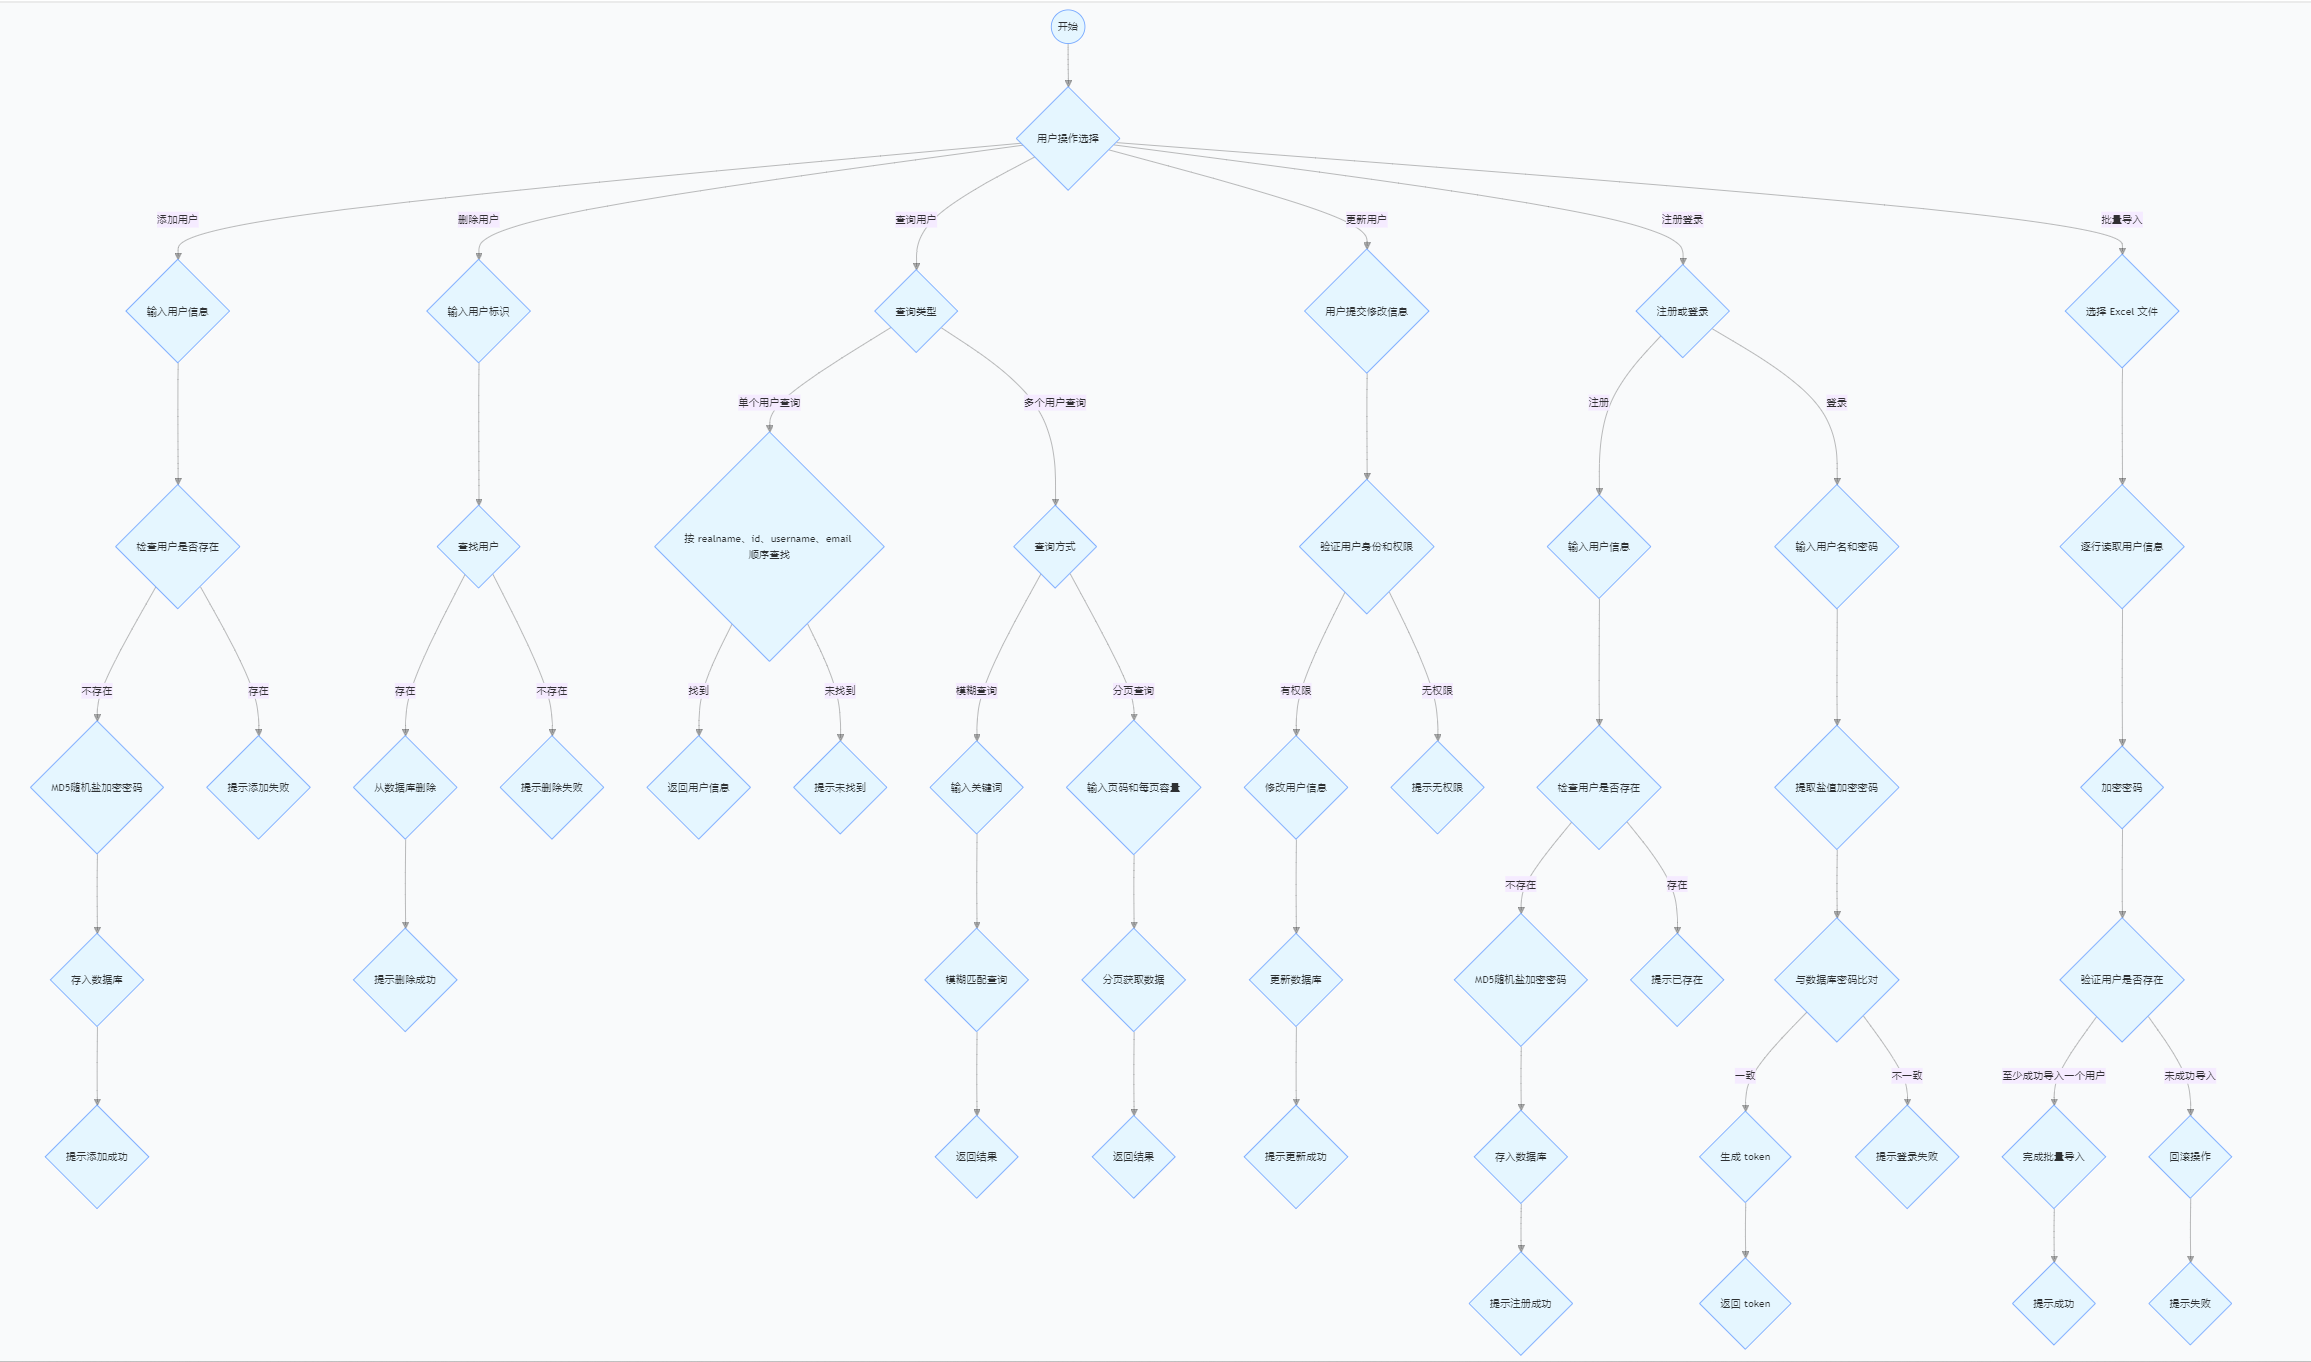 开始
用户操作选择
添加用户
删除用户
查询用户
更新用户
注册登录
批量导入
输入用户信息
输入用户标识
查询类型
用户提交修改信息
注册或登录
选择 Excel 文件
单个用户查询
多个用户查询
注册
登录
检查用户是否存在
查找用户
按 realname、id、username、email
顺序查找
查询方式
验证用户身份和权限
输入用户信息
输入用户名和密码
逐行读取用户信息
不存在
存在
存在
不存在
找到
未找到
模糊查询
分页查询
有权限
无权限
MD5随机盐加密密码
提示添加失败
从数据库删除
提示删除失败
返回用户信息
提示未找到
输入关键词
输入页码和每页容量
修改用户信息
提示无权限
检查用户是否存在
提取盐值加密密码
加密密码
不存在
存在
存入数据库
提示删除成功
模糊匹配查询
分页获取数据
更新数据库
MD5随机盐加密密码
提示已存在
与数据库密码比对
验证用户是否存在
一致
不一致
至少成功导入一个用户
未成功导入
提示添加成功
返回结果
返回结果
提示更新成功
存入数据库
生成 token
提示登录失败
完成批量导入
回滚操作
提示注册成功
返回 token
提示成功
提示失败